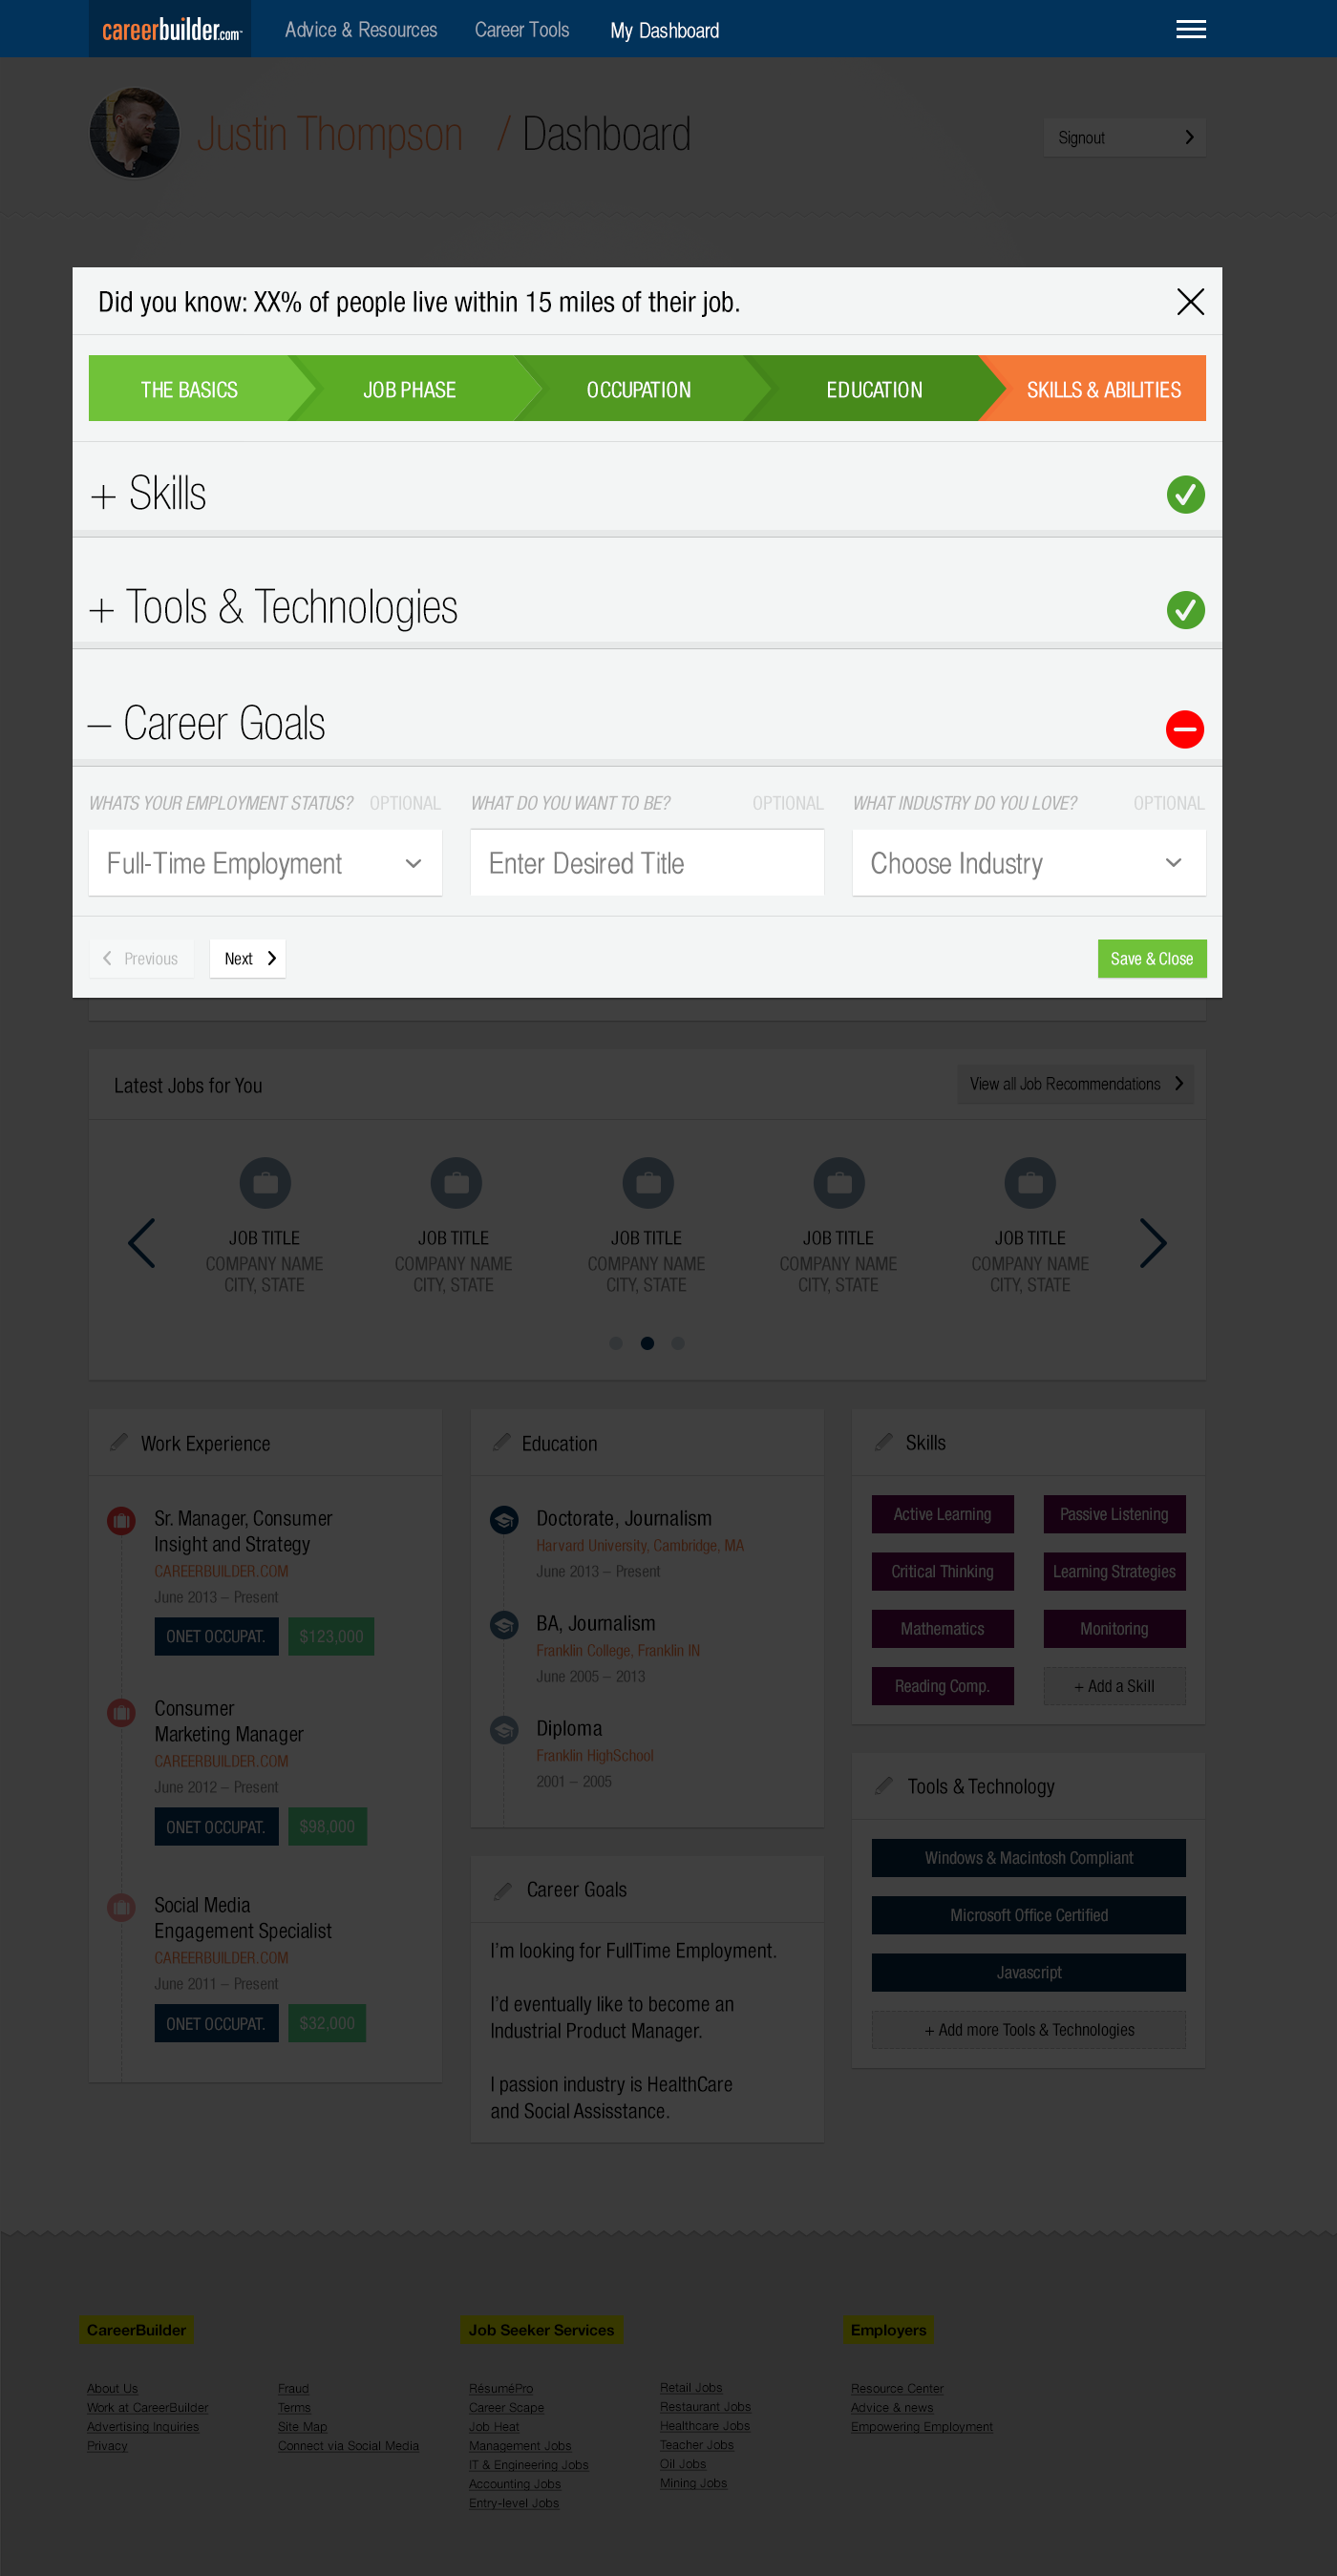 careerbuilder.com
Advice & Resources
Career Tools
My Dashboard
Justin Thompson / Dashboard
Signout
Did you know: XX% of people live within 15 miles of their job.
THE BASICS
JOB PHASE
OCCUPATION
EDUCATION
SKILLS & ABILITIES
+ Skills
+ Tools & Technologies
– Career Goals
WHATS YOUR EMPLOYMENT STATUS? OPTIONAL
WHAT DO YOU WANT TO BE? OPTIONAL
WHAT INDUSTRY DO YOU LOVE? OPTIONAL
Full-Time Employment
Enter Desired Title
Choose Industry
Previous
Next
Save & Close
Latest Jobs for You
View all Job Recommendations
JOB TITLE
COMPANY NAME
CITY, STATE
JOB TITLE
COMPANY NAME
CITY, STATE
JOB TITLE
COMPANY NAME
CITY, STATE
JOB TITLE
COMPANY NAME
CITY, STATE
JOB TITLE
COMPANY NAME
CITY, STATE
Work Experience
Sr. Manager, Consumer
Insight and Strategy
CAREERBUILDER.COM
June 2013 – Present
ONET OCCUPAT.
$123,000
Consumer
Marketing Manager
CAREERBUILDER.COM
June 2012 – Present
ONET OCCUPAT.
$98,000
Social Media
Engagement Specialist
CAREERBUILDER.COM
June 2011 – Present
ONET OCCUPAT.
$32,000
Education
Doctorate, Journalism
Harvard University, Cambridge, MA
June 2013 – Present
BA, Journalism
Franklin College, Franklin IN
June 2005 – 2013
Diploma
Franklin HighSchool
2001 – 2005
Career Goals
I'm looking for FullTime Employment.
I'd eventually like to become an
Industrial Product Manager.
I passion industry is HealthCare
and Social Assisstance.
Skills
Active Learning
Passive Listening
Critical Thinking
Learning Strategies
Mathematics
Monitoring
Reading Comp.
+ Add a Skill
Tools & Technology
Windows & Macintosh Compliant
Microsoft Office Certified
Javascript
+ Add more Tools & Technologies
CareerBuilder
About Us
Work at CareerBuilder
Advertising Inquiries
Privacy
Fraud
Terms
Site Map
Connect via Social Media
Job Seeker Services
RésuméPro
Career Scape
Job Heat
Management Jobs
IT & Engineering Jobs
Accounting Jobs
Entry-level Jobs
Retail Jobs
Restaurant Jobs
Healthcare Jobs
Teacher Jobs
Oil Jobs
Mining Jobs
Employers
Resource Center
Advice & news
Empowering Employment